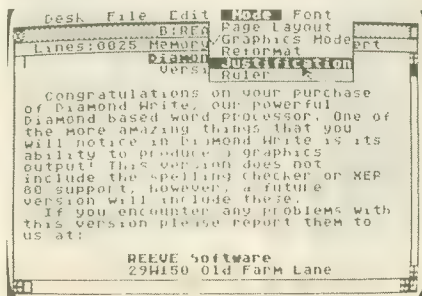 Desk File Edit Mode Font
D:REA Page Layout
Lines:0025 Memory /Graphics Mode ert
Diamon Reformat
Versi Justification
Ruler
Congratulations on your purchase
of Diamond Write, our powerful
Diamond based word processor. One of
the more amazing things that you
will notice in Diamond Write is its
ability to produce a graphics
output! This version does not
include the spelling checker or XEP
80 support, however, a future
version will include these.
If you encounter any problems with
this version please report them to
us at:
REEVE Software
29W150 Old Farm Lane